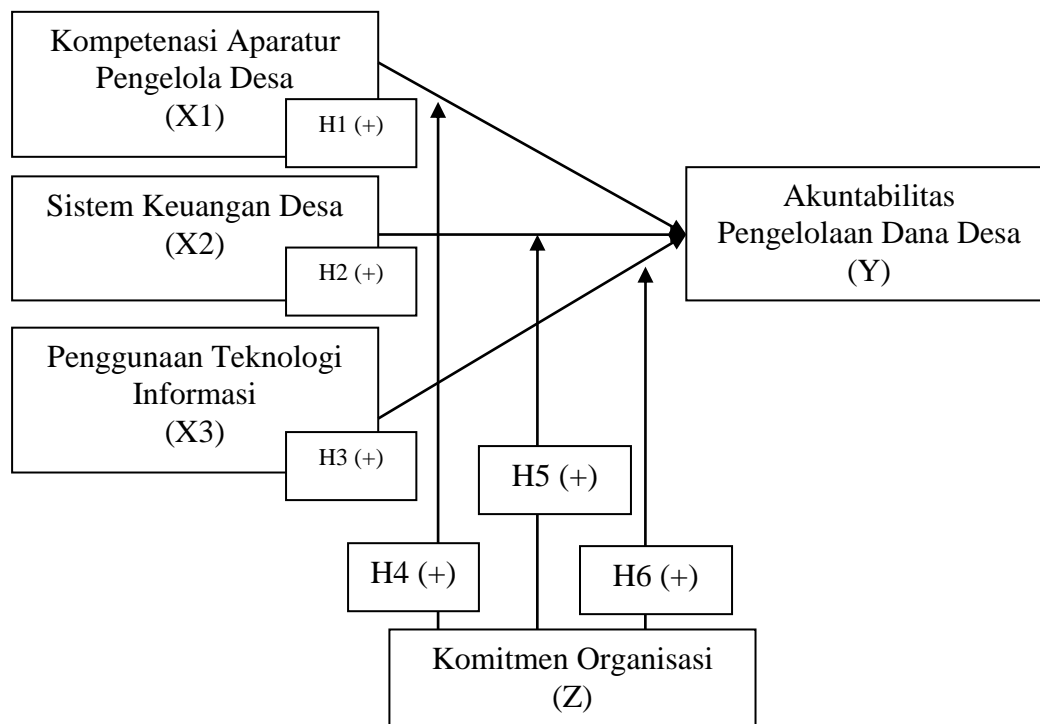 Kompetenasi Aparatur
Pengelola Desa
(X1)
H1 (+)
Sistem Keuangan Desa
(X2)
H2 (+)
Penggunaan Teknologi
Informasi
(X3)
H3 (+)
Akuntabilitas
Pengelolaan Dana Desa
(Y)
H4 (+)
H5 (+)
H6 (+)
Komitmen Organisasi
(Z)